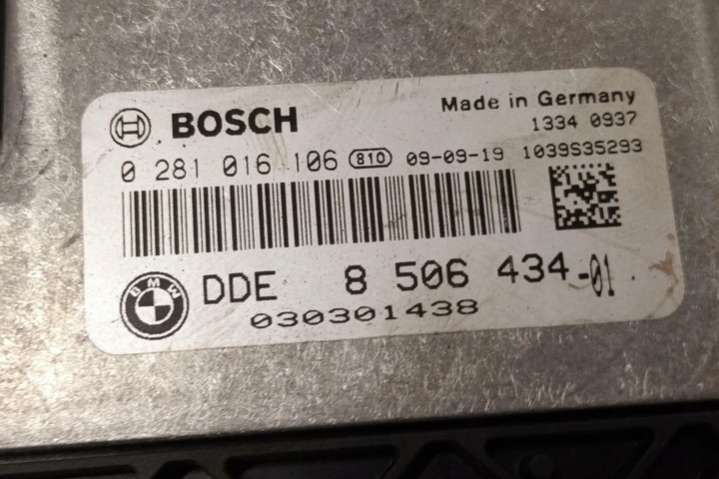 BOSCH
Made in Germany
1334 0937
0 281 016 106 810 09-09-19 1039S35293
BMW
DDE 8 506 434-01
030301438